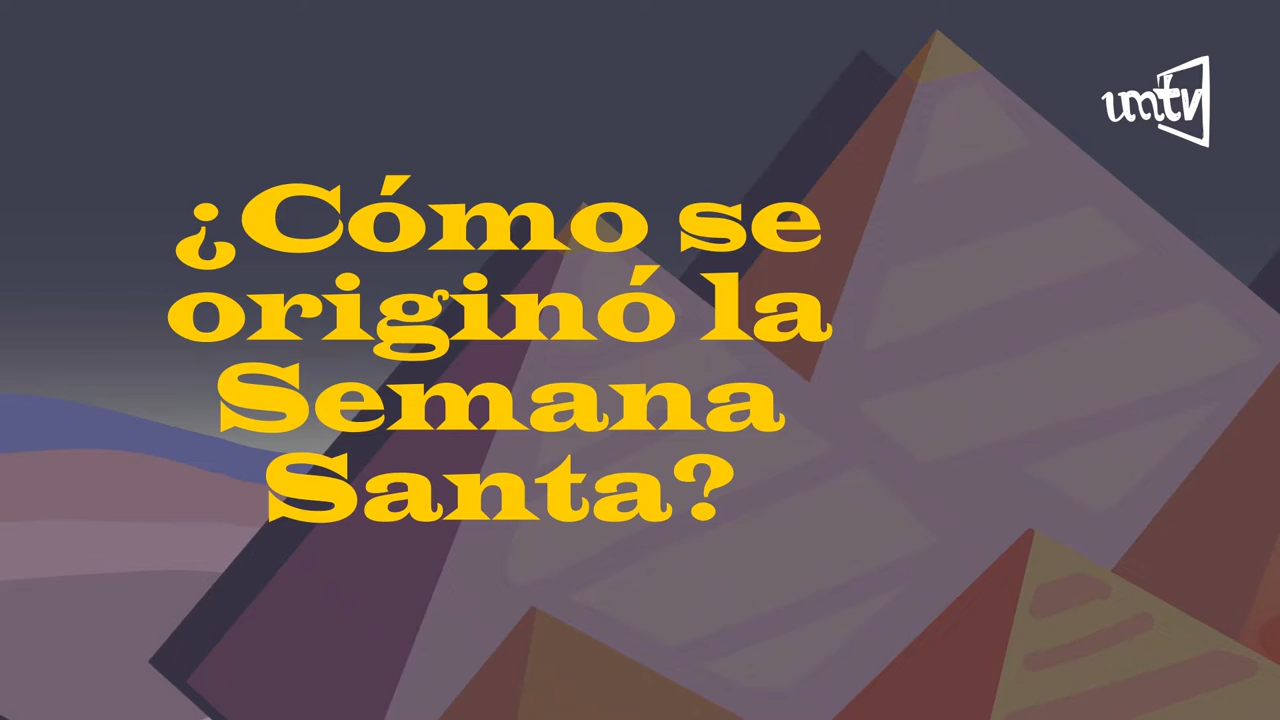 umtv
¿Cómo se
originó la
Semana
Santa?